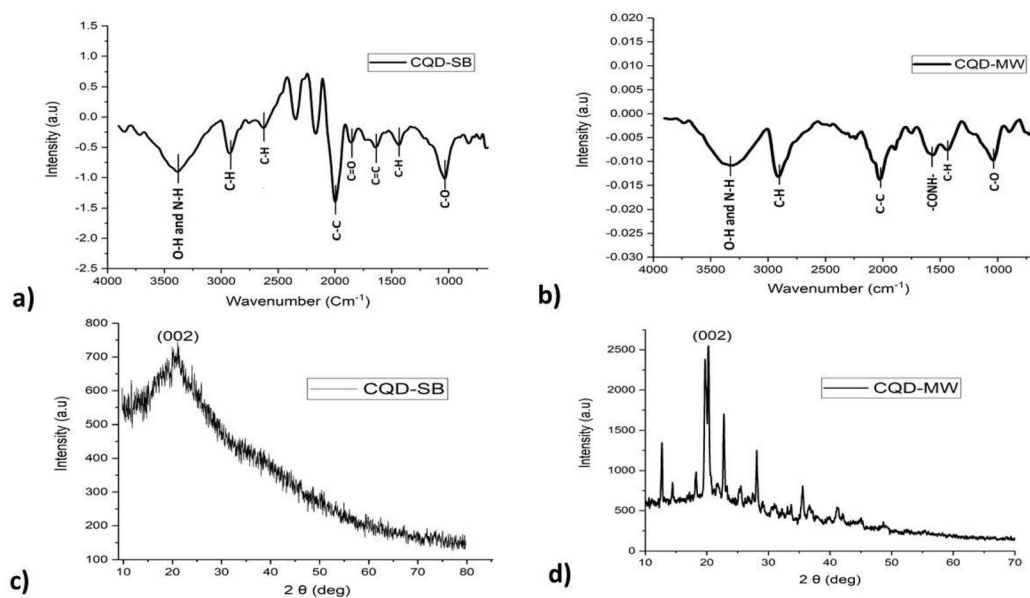 1.5
1.0
0.5
0.0
-0.5
-1.0
-1.5
-2.0
-2.5
Intensity (a.u)
CQD-SB
O-H and N-H
C-H
C-H
C-C
C=O
C=C
C-H
C-O
4000 3500 3000 2500 2000 1500 1000
Wavenumber (Cm⁻¹)
a)
0.020
0.015
0.010
0.005
0.000
-0.005
-0.010
-0.015
-0.020
-0.025
-0.030
Intensity (a.u)
CQD-MW
O-H and N-H
C-H
C-C
-CONH-
C-H
C-O
4000 3500 3000 2500 2000 1500 1000
Wavenumber (cm⁻¹)
b)
800
700
600
500
400
300
200
100
Intensity (a.u)
(002)
CQD-SB
10 20 30 40 50 60 70 80
2 θ (deg)
c)
2500
2000
1500
1000
500
0
Intensity (a.u)
(002)
CQD-MW
10 20 30 40 50 60 70
2 θ (deg)
d)